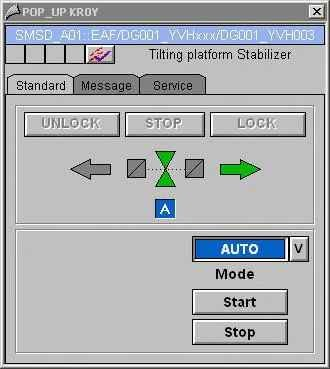 POP_UP KROY
SMSD_A01::EAF/DG001_YVHxxx/DG001_YVH003
Tilting platform Stabilizer
Standard Message Service
UNLOCK STOP LOCK
A
AUTO V
Mode
Start
Stop